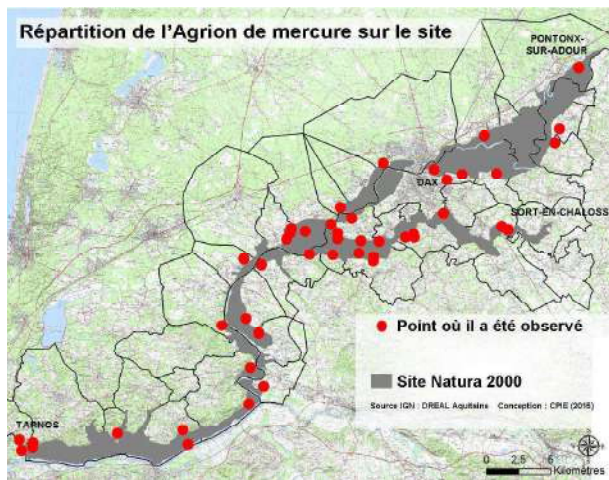 Répartition de l'Agrion de mercure sur le site
PONTONX-
SUR-ADOUR
DAX
SORT-EN-CHALOSS
Point où il a été observé
Site Natura 2000
Source IGN : DREAL Aquitaine Conception : CPIE (2015)
TARNOS
0 2,5 5
Kilomètres